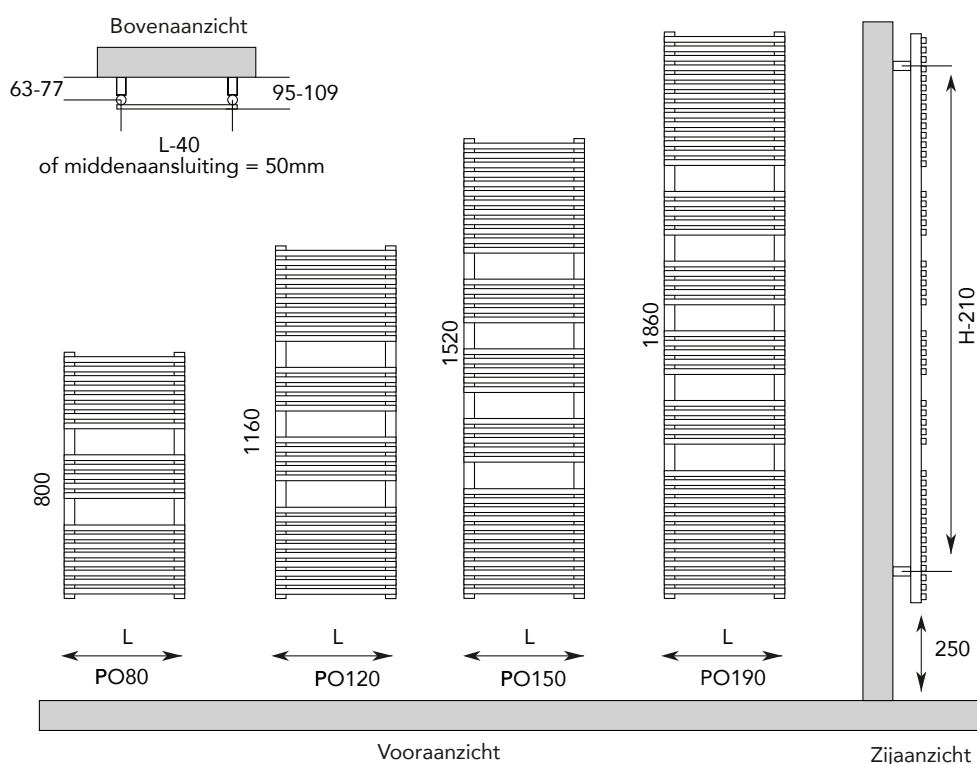 Bovenaanzicht
63-77
95-109
L-40
of middenaansluiting = 50mm
800
1160
1520
1860
H-210
250
L
L
L
L
PO80
PO120
PO150
PO190
Vooraanzicht
Zijaanzicht